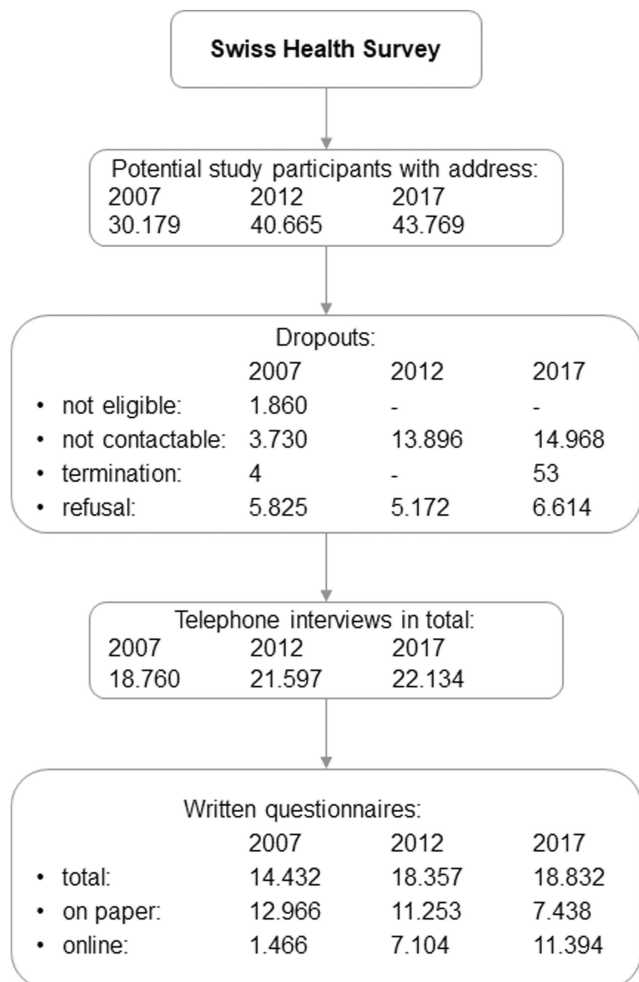 Swiss Health Survey
Potential study participants with address:
2007 2012 2017
30.179 40.665 43.769
Dropouts:
2007 2012 2017
• not eligible: 1.860 - -
• not contactable: 3.730 13.896 14.968
• termination: 4 - 53
• refusal: 5.825 5.172 6.614
Telephone interviews in total:
2007 2012 2017
18.760 21.597 22.134
Written questionnaires:
2007 2012 2017
• total: 14.432 18.357 18.832
• on paper: 12.966 11.253 7.438
• online: 1.466 7.104 11.394